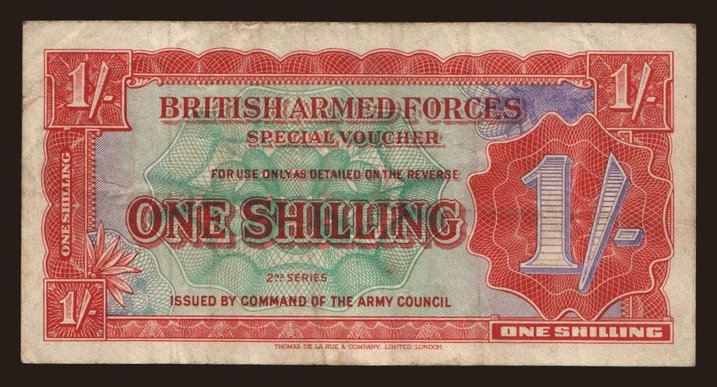 1/- 1/-
BRITISH ARMED FORCES
SPECIAL VOUCHER
FOR USE ONLY AS DETAILED ON THE REVERSE
ONE SHILLING
ONE SHILLING
1/-
2ND SERIES
ISSUED BY COMMAND OF THE ARMY COUNCIL
1/-
ONE SHILLING
THOMAS DE LA RUE & COMPANY, LIMITED, LONDON.